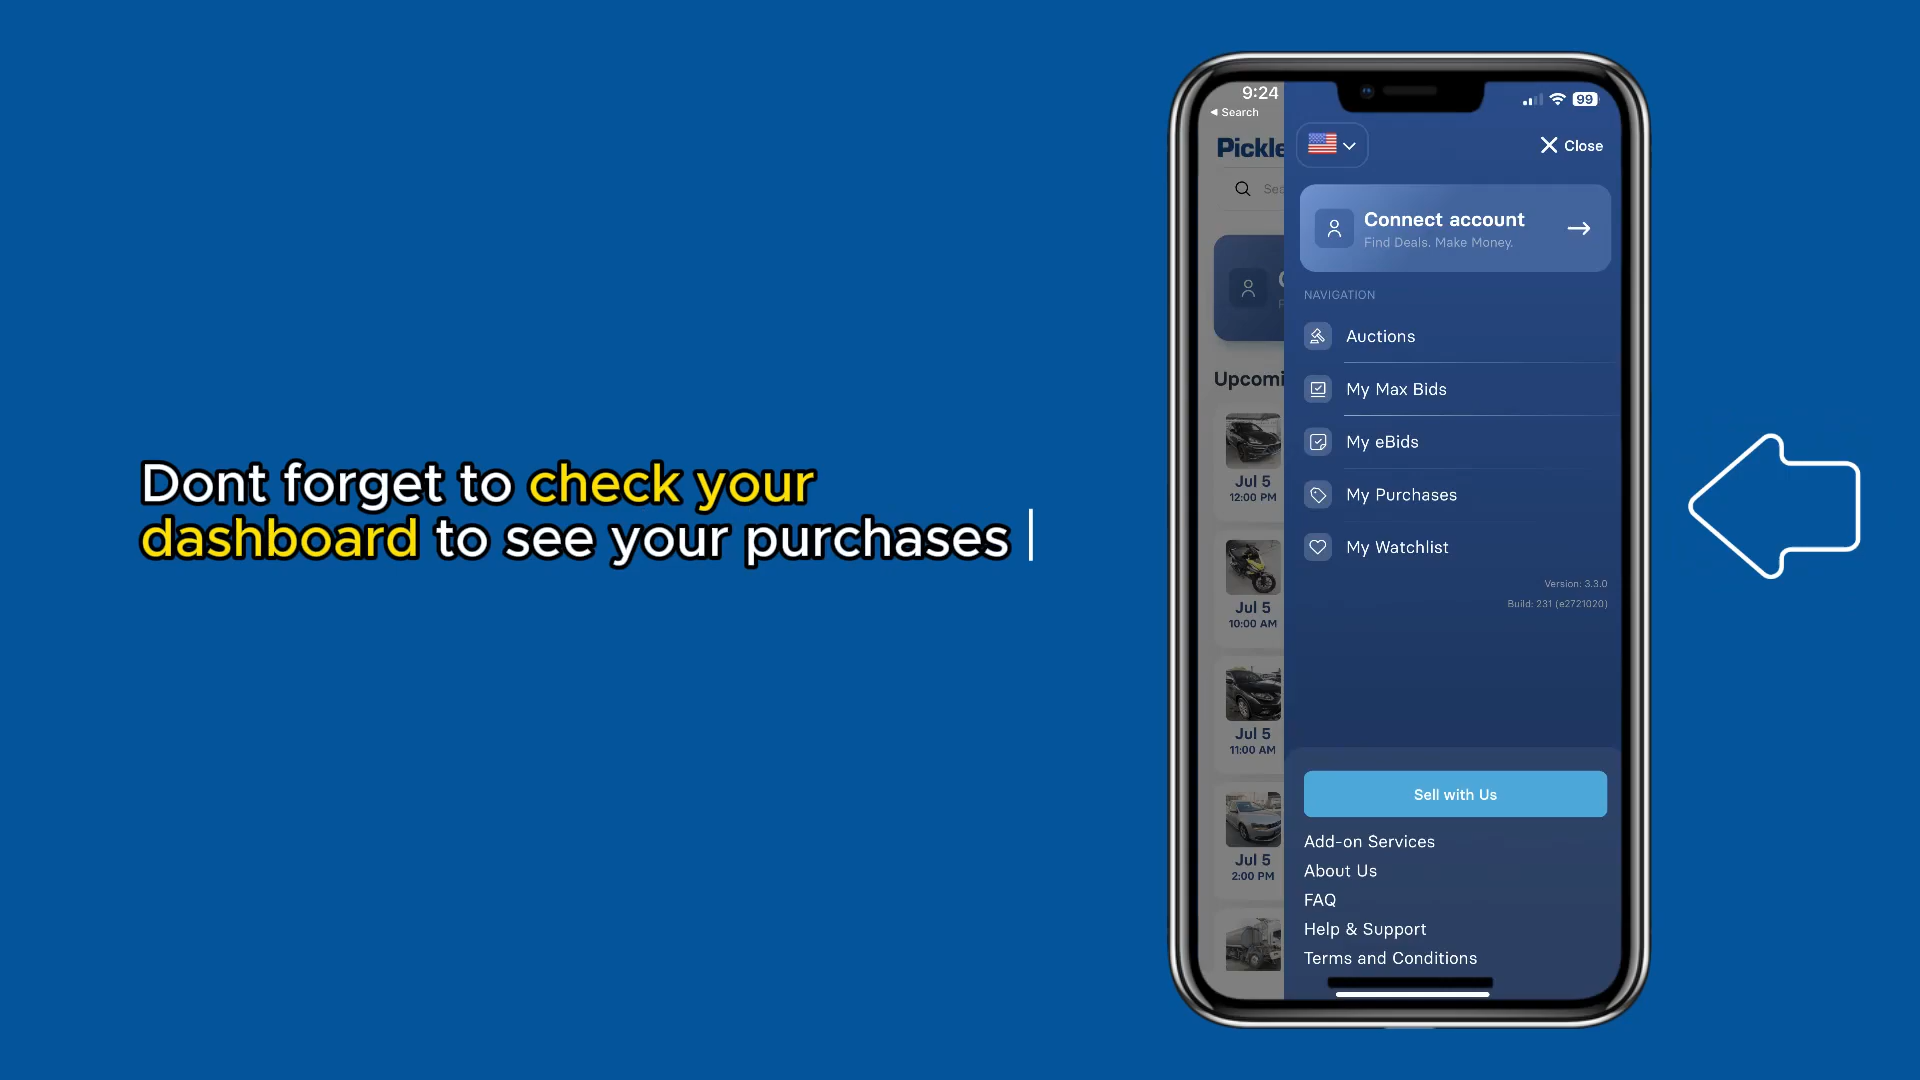 Dont forget to check your
dashboard to see your purchases
9:24
Search
99
Pickle
Close
Sea
Connect account
Find Deals. Make Money.
NAVIGATION
Auctions
My Max Bids
My eBids
My Purchases
My Watchlist
Version: 3.3.0
Build: 231 (e2721020)
Upcomi
Jul 5
12:00 PM
Jul 5
10:00 AM
Jul 5
11:00 AM
Jul 5
2:00 PM
Sell with Us
Add-on Services
About Us
FAQ
Help & Support
Terms and Conditions